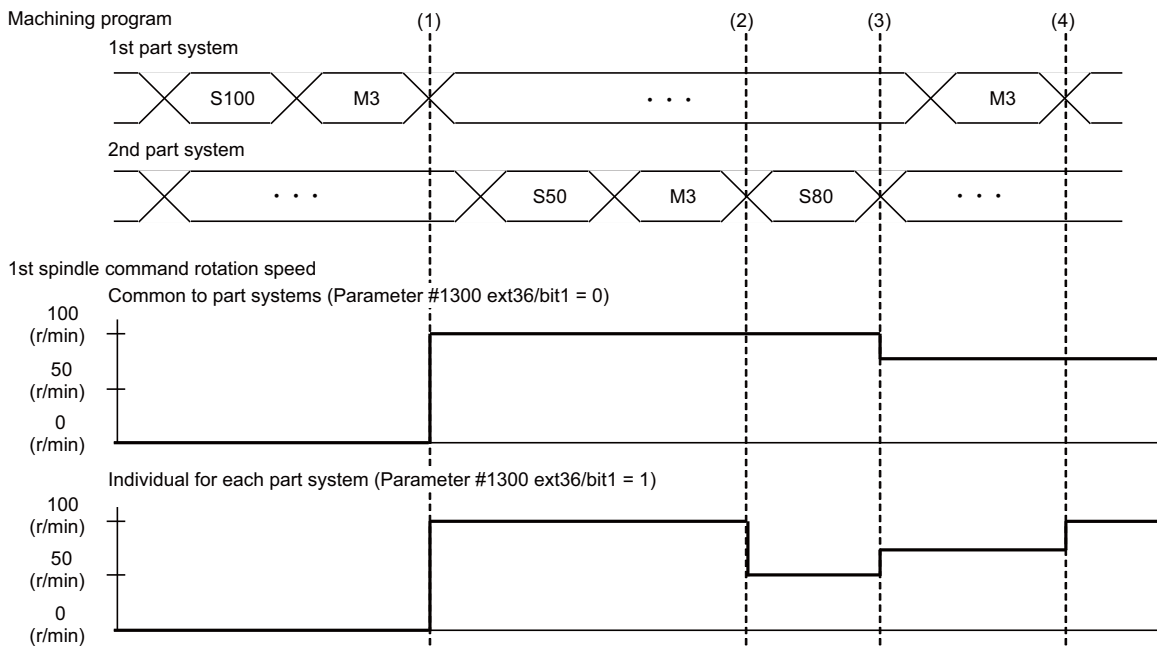 Machining program
(1) (2) (3) (4)
1st part system
S100 M3 · · · M3
2nd part system
· · · S50 M3 S80 · · ·
1st spindle command rotation speed
Common to part systems (Parameter #1300 ext36/bit1 = 0)
100
(r/min)
50
(r/min)
0
(r/min)
Individual for each part system (Parameter #1300 ext36/bit1 = 1)
100
(r/min)
50
(r/min)
0
(r/min)